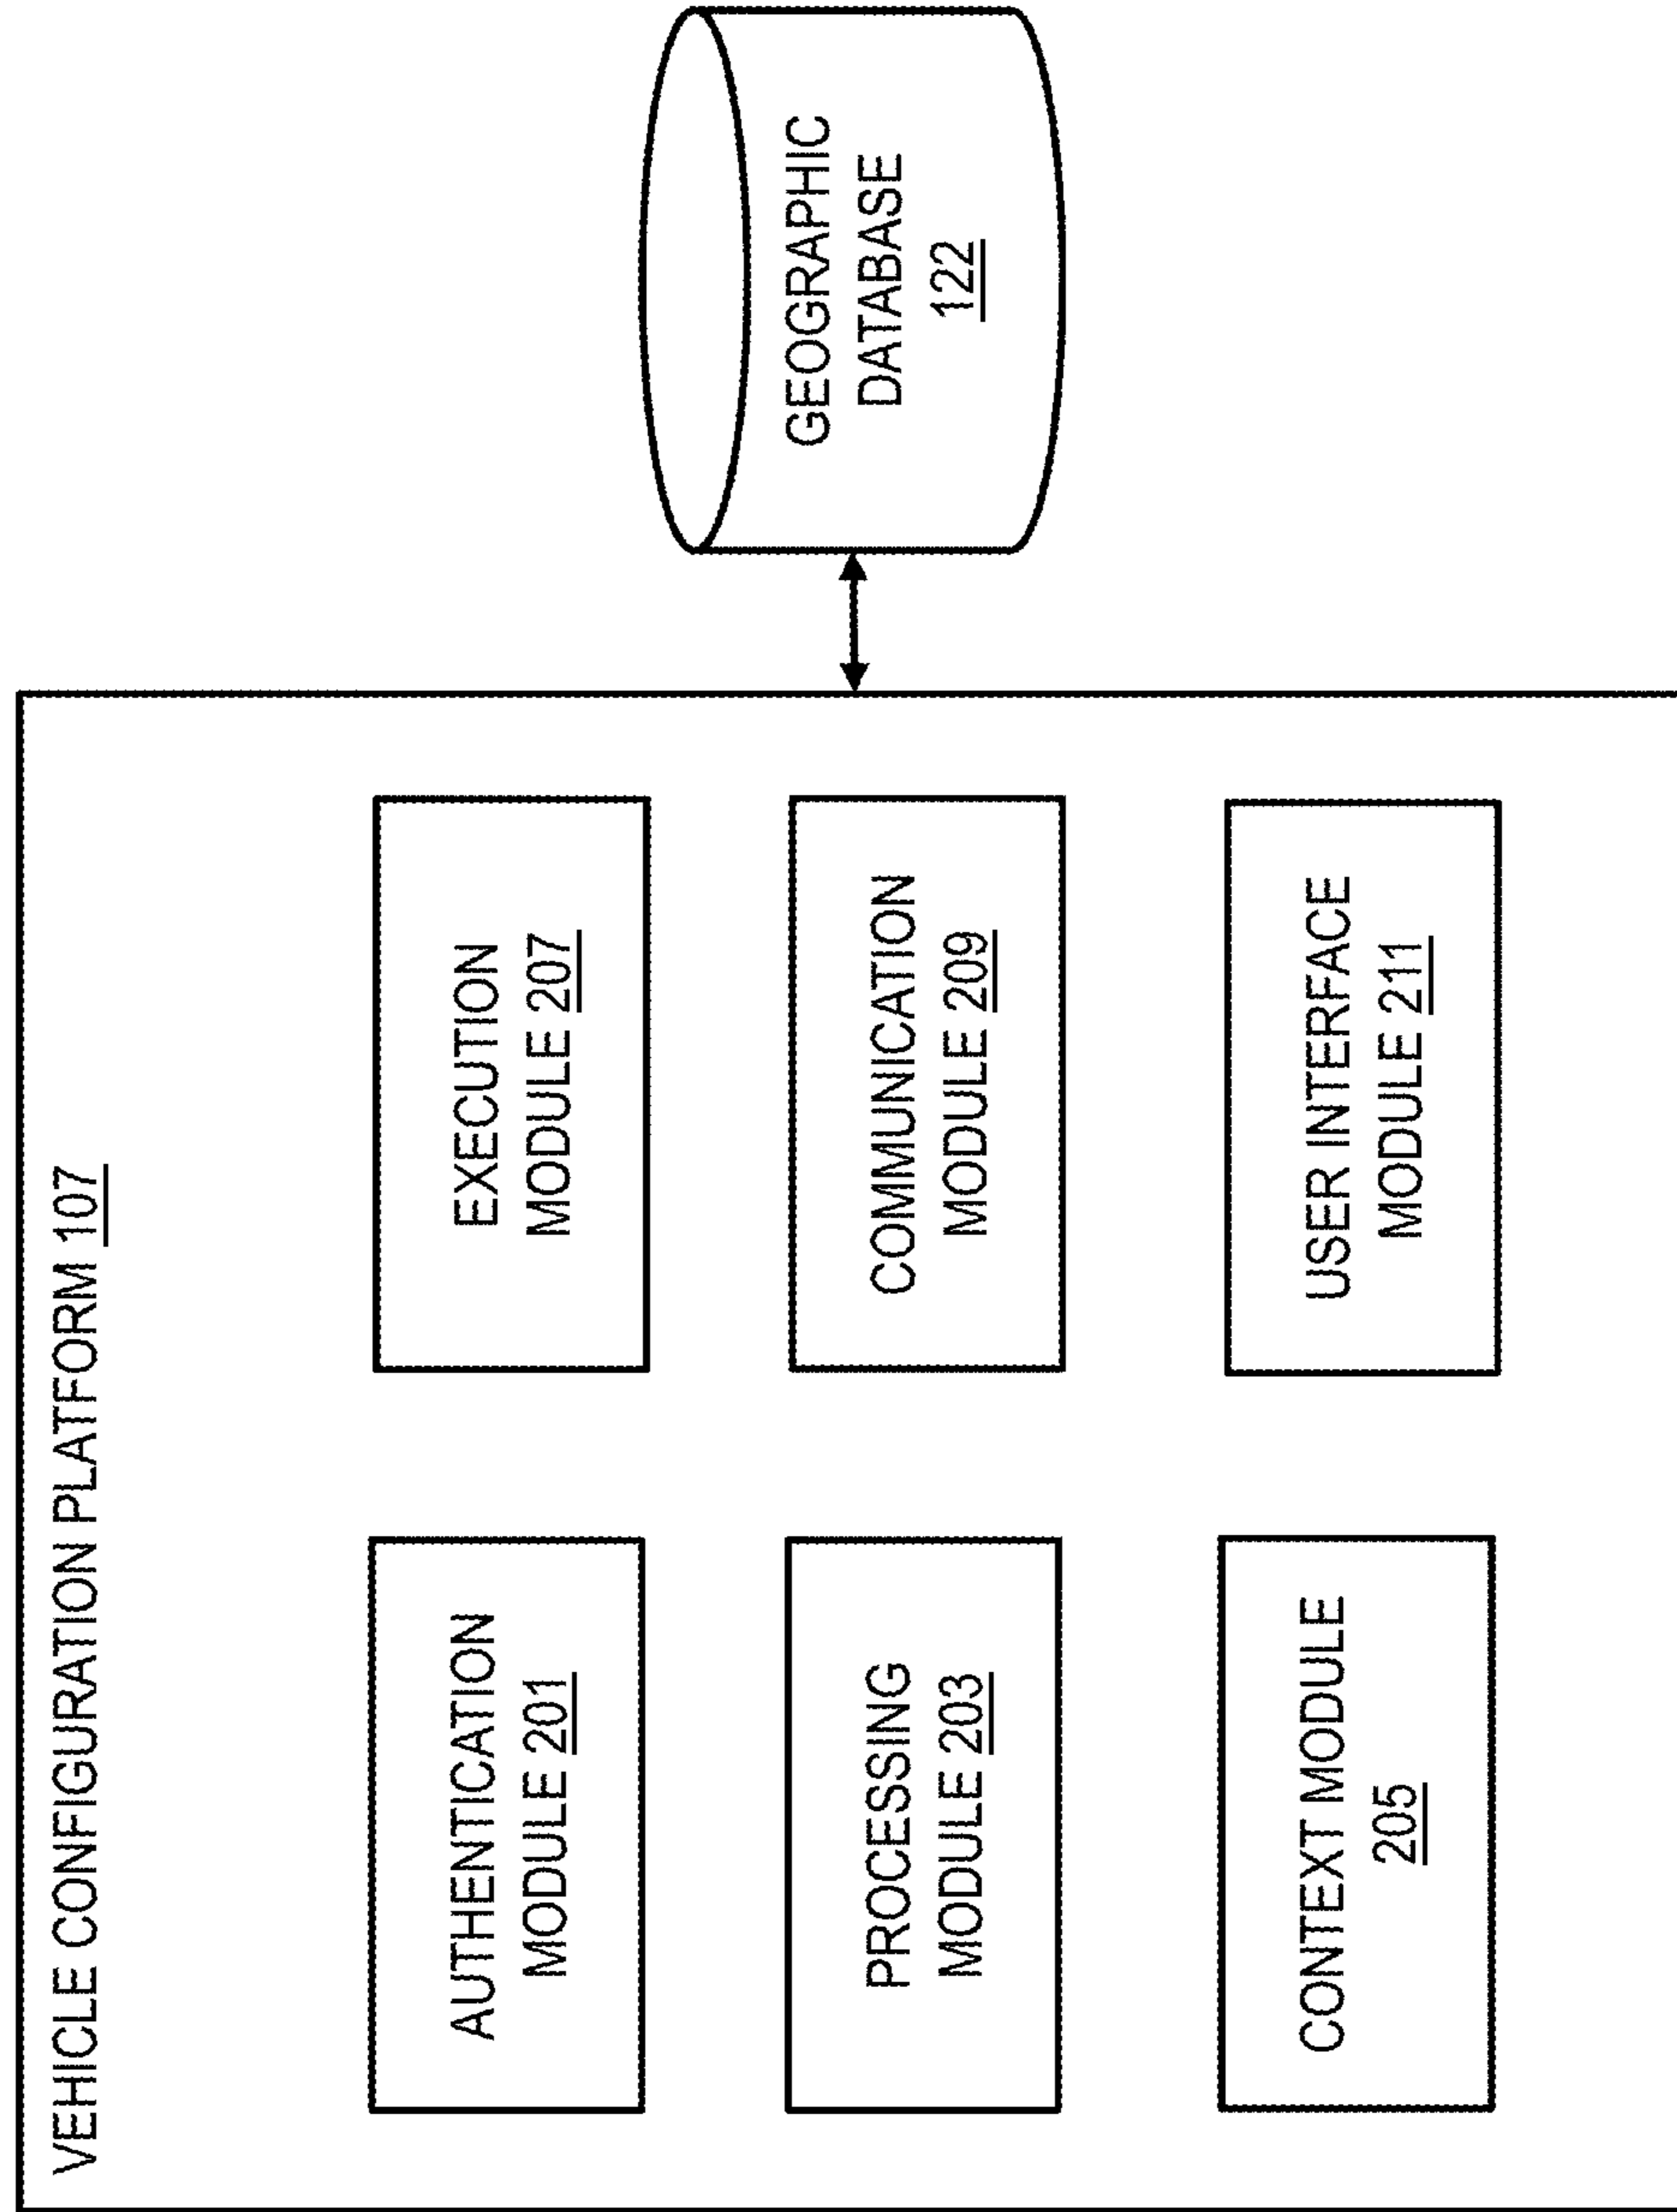 VEHICLE CONFIGURATION PLATFORM 107
AUTHENTICATION
MODULE 201
PROCESSING
MODULE 203
CONTEXT MODULE
205
EXECUTION
MODULE 207
COMMUNICATION
MODULE 209
USER INTERFACE
MODULE 211
GEOGRAPHIC
DATABASE
122